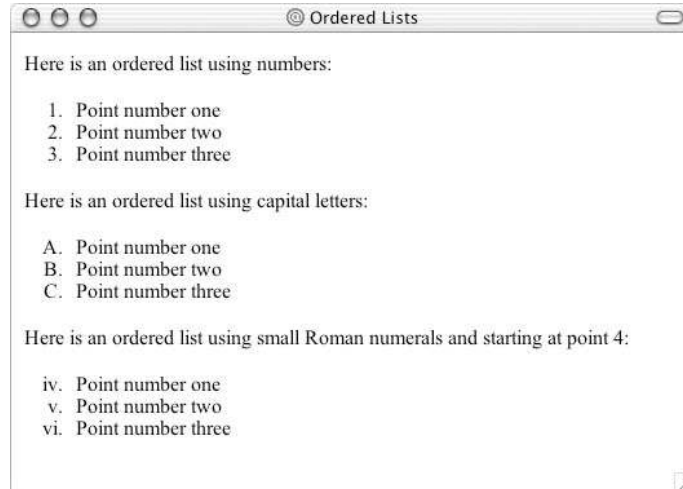 @ Ordered Lists
Here is an ordered list using numbers:
1. Point number one
2. Point number two
3. Point number three
Here is an ordered list using capital letters:
A. Point number one
B. Point number two
C. Point number three
Here is an ordered list using small Roman numerals and starting at point 4:
iv. Point number one
v. Point number two
vi. Point number three